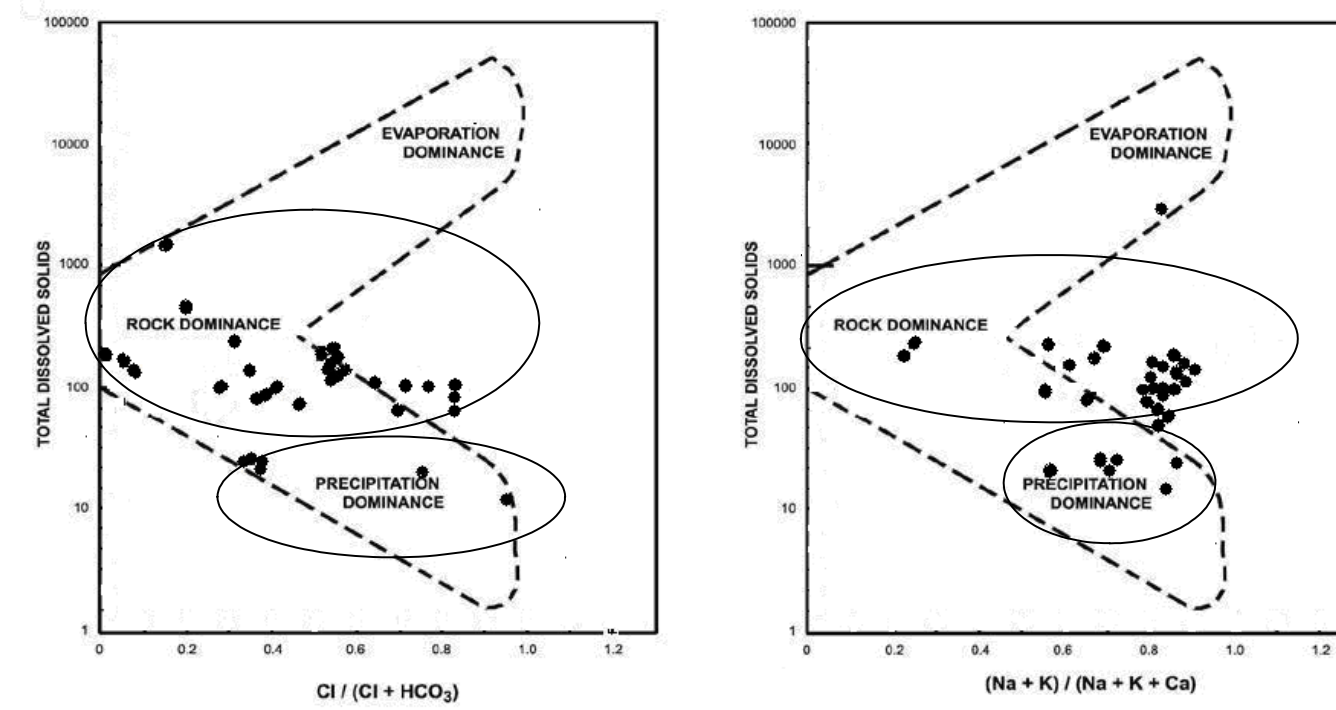 100000
10000
1000
100
10
1
TOTAL DISSOLVED SOLIDS
EVAPORATION
DOMINANCE
ROCK DOMINANCE
PRECIPITATION
DOMINANCE
0 0.2 0.4 0.6 0.8 1.0 1.2
Cl / (Cl + HCO₃)
100000
10000
1000
100
10
1
TOTAL DISSOLVED SOLIDS
EVAPORATION
DOMINANCE
ROCK DOMINANCE
PRECIPITATION
DOMINANCE
0 0.2 0.4 0.6 0.8 1.0 1.2
(Na + K) / (Na + K + Ca)